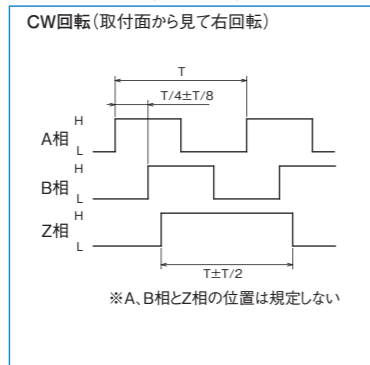 CW回転(取付面から見て右回転)
T
T/4±T/8
H
A相
L
H
B相
L
H
Z相
L
T±T/2
※A、B相とZ相の位置は規定しない